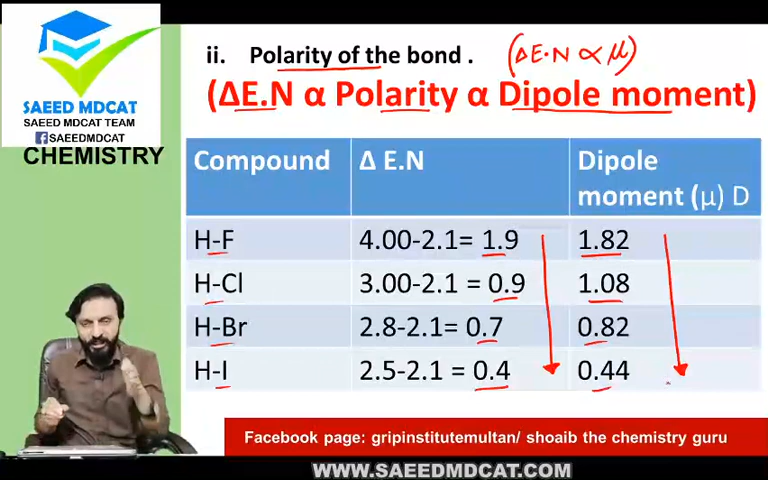 SAEED MDCAT
SAEED MDCAT TEAM
SAEEDMDCAT
CHEMISTRY
ii. Polarity of the bond . (ΔE.N ∝ μ)
(ΔE.N α Polarity α Dipole moment)
Compound Δ E.N Dipole
moment (μ) D
H-F 4.00-2.1= 1.9 1.82
H-Cl 3.00-2.1 = 0.9 1.08
H-Br 2.8-2.1= 0.7 0.82
H-I 2.5-2.1 = 0.4 0.44
Facebook page: gripinstitutemultan/ shoaib the chemistry guru
WWW.SAEEDMDCAT.COM